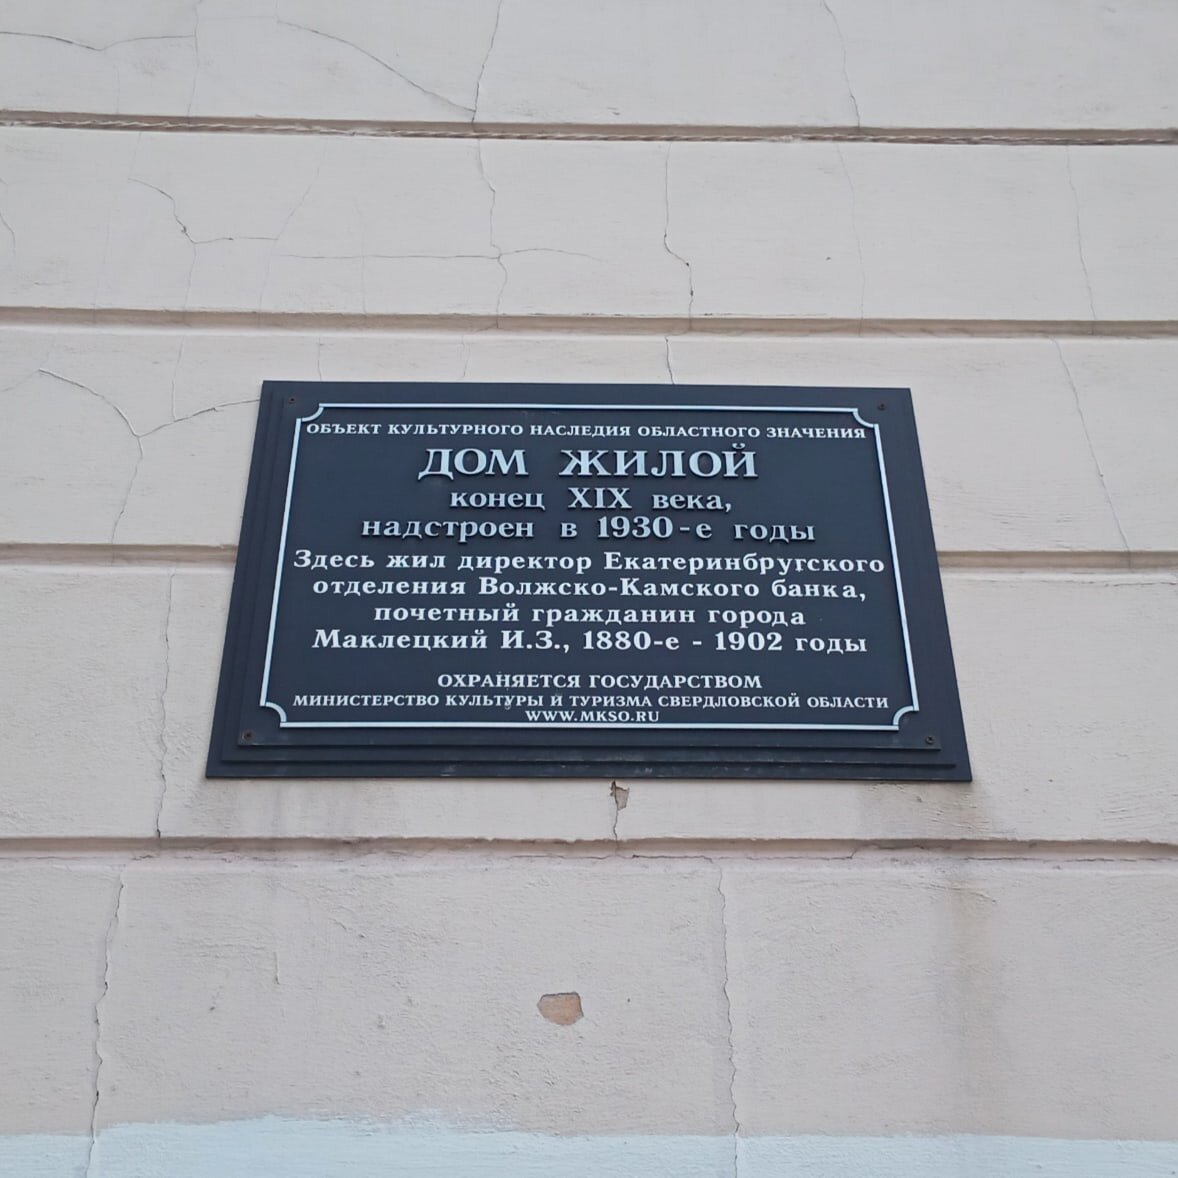 ОБЪЕКТ КУЛЬТУРНОГО НАСЛЕДИЯ ОБЛАСТНОГО ЗНАЧЕНИЯ
ДОМ ЖИЛОЙ
конец XIX века,
надстроен в 1930-е годы
Здесь жил директор Екатеринбругского
отделения Волжско-Камского банка,
почетный гражданин города
Маклецкий И.З., 1880-е - 1902 годы
ОХРАНЯЕТСЯ ГОСУДАРСТВОМ
МИНИСТЕРСТВО КУЛЬТУРЫ И ТУРИЗМА СВЕРДЛОВСКОЙ ОБЛАСТИ
WWW.MKSO.RU